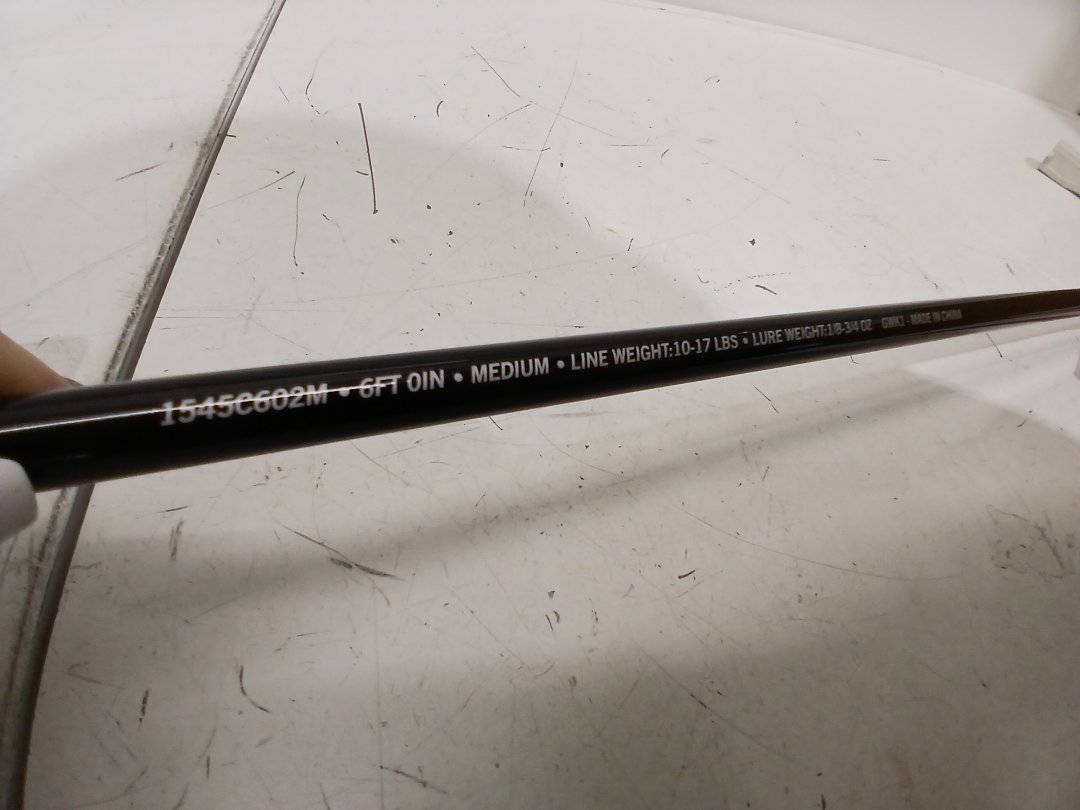 1545C602M • 6FT 0IN • MEDIUM • LINE WEIGHT:10-17 LBS • LURE WEIGHT:1/8-3/4 OZ GWK1 - MADE IN CHINA